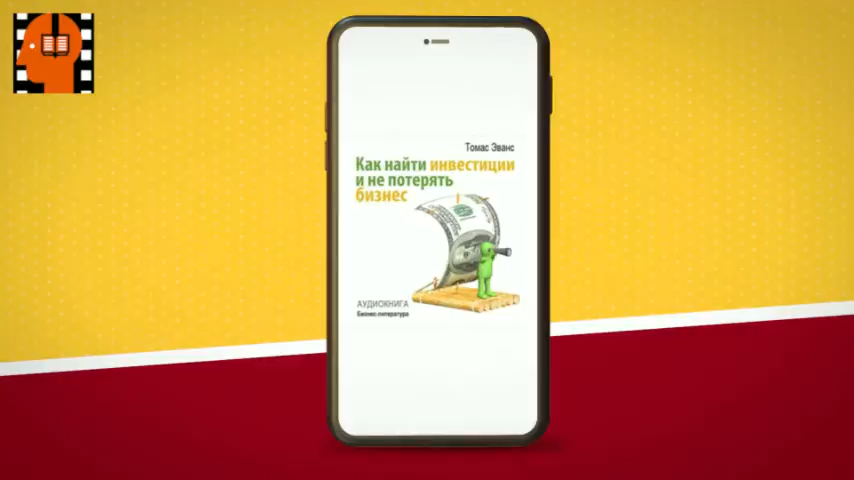 Томас Эванс
Как найти инвестиции
и не потерять
бизнес
АУДИОКНИГА
Бизнес литература